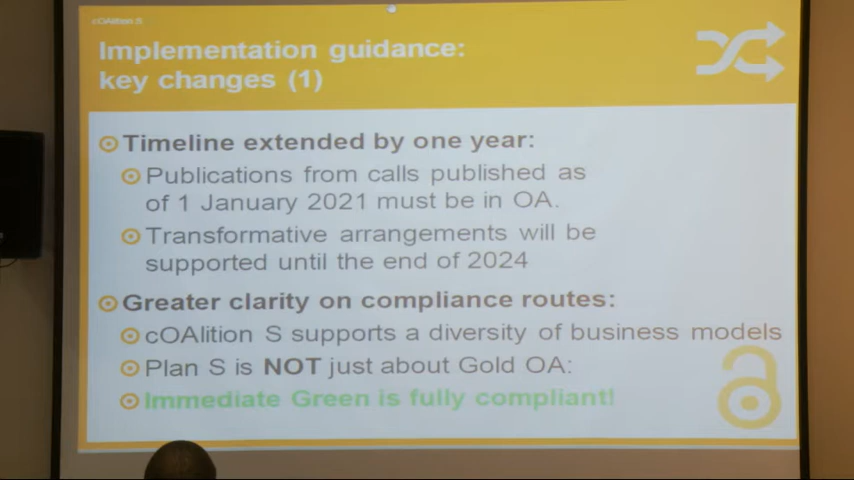 cOAlition S
Implementation guidance:
key changes (1)
Timeline extended by one year:
Publications from calls published as
of 1 January 2021 must be in OA.
Transformative arrangements will be
supported until the end of 2024
Greater clarity on compliance routes:
cOAlition S supports a diversity of business models
Plan S is NOT just about Gold OA:
Immediate Green is fully compliant!